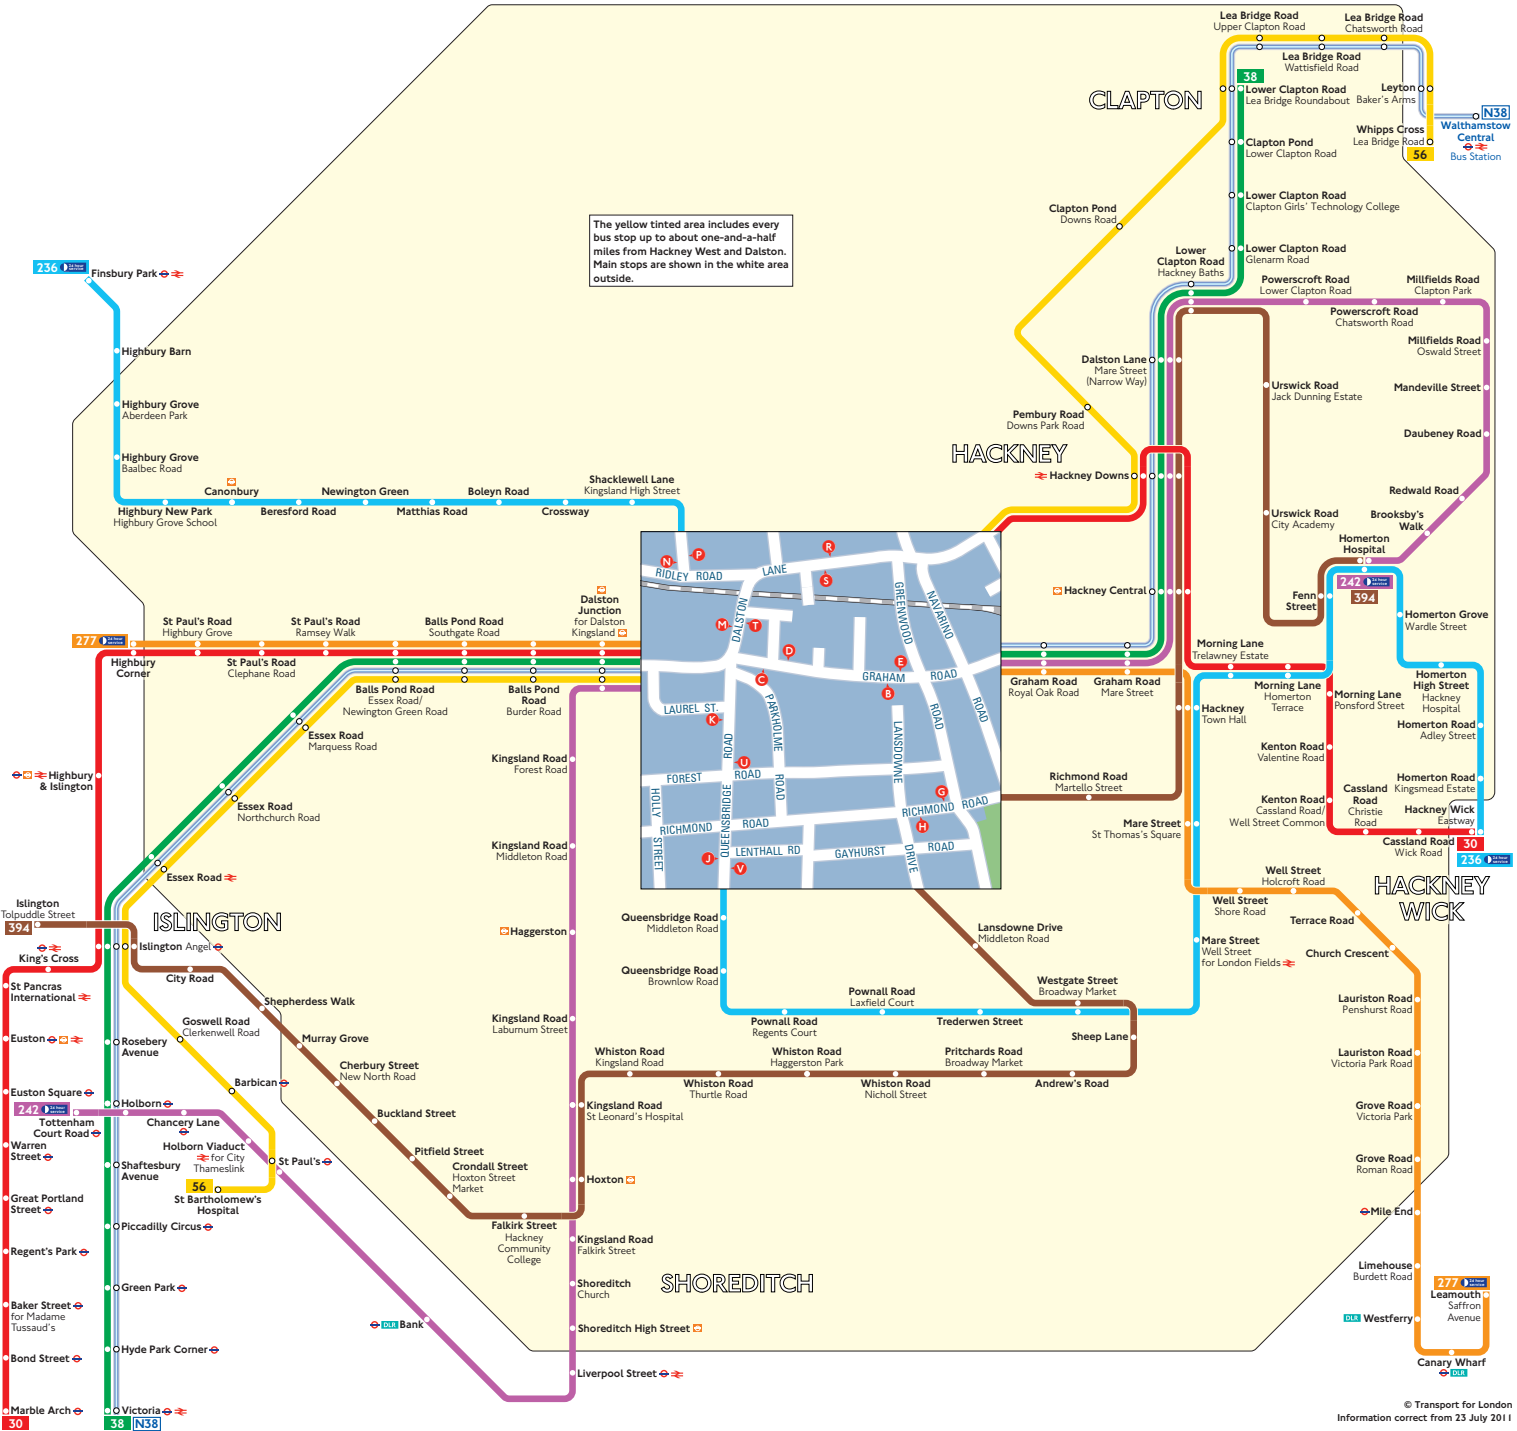 Lea Bridge Road
Upper Clapton Road
Lea Bridge Road
Chatsworth Road
Lea Bridge Road
Wattisfield Road
38
CLAPTON
Lower Clapton Road
Lea Bridge Roundabout
Leyton
Baker's Arms
N38
Walthamstow
Central
Bus Station
Whipps Cross
Lea Bridge Road
56
Clapton Pond
Lower Clapton Road
Lower Clapton Road
Clapton Girls' Technology College
Clapton Pond
Downs Road
The yellow tinted area includes every
bus stop up to about one-and-a-half
miles from Hackney West and Dalston.
Main stops are shown in the white area
outside.
Lower
Clapton Road
Hackney Baths
Lower Clapton Road
Glenarm Road
236 24 hour service
Finsbury Park
Powerscroft Road
Lower Clapton Road
Millfields Road
Clapton Park
Powerscroft Road
Chatsworth Road
Highbury Barn
Dalston Lane
Mare Street
(Narrow Way)
Millfields Road
Oswald Street
Urswick Road
Jack Dunning Estate
Mandeville Street
Highbury Grove
Aberdeen Park
Pembury Road
Downs Park Road
Daubeney Road
HACKNEY
Highbury Grove
Baalbec Road
Hackney Downs
Shacklewell Lane
Kingsland High Street
Canonbury
Newington Green
Boleyn Road
Redwald Road
Highbury New Park
Highbury Grove School
Beresford Road
Matthias Road
Crossway
Urswick Road
City Academy
Brooksby's
Walk
Homerton
Hospital
N
P
R
S
RIDLEY ROAD
LANE
DALSTON
GREENWOOD
NAVARINO
242 24 hour service
394
Hackney Central
Fenn
Street
Dalston
Junction
for Dalston
Kingsland
Homerton Grove
Wardle Street
St Paul's Road
Highbury Grove
St Paul's Road
Ramsey Walk
Balls Pond Road
Southgate Road
277 24 hour service
M
T
D
E
Morning Lane
Trelawney Estate
Highbury
Corner
St Paul's Road
Clephane Road
C
B
GRAHAM ROAD
Graham Road
Royal Oak Road
Graham Road
Mare Street
Morning Lane
Homerton
Terrace
Morning Lane
Ponsford Street
Homerton
High Street
Hackney
Hospital
Balls Pond Road
Essex Road/
Newington Green Road
Balls Pond
Road
Burder Road
LAUREL ST.
K
PARKHOLME
ROAD
LANSDOWNE
DRIVE
ROAD
ROAD
Hackney
Town Hall
Homerton Road
Adley Street
Essex Road
Marquess Road
Kenton Road
Valentine Road
Kingsland Road
Forest Road
U
FOREST ROAD
QUEENSBRIDGE
ROAD
HOLLY
STREET
Highbury
& Islington
Richmond Road
Martello Street
Homerton Road
Kingsmead Estate
Cassland
Road
Christie
Road
G
H
RICHMOND ROAD
RICHMOND ROAD
Essex Road
Northchurch Road
Kenton Road
Cassland Road/
Well Street Common
Hackney Wick
Eastway
Mare Street
St Thomas's Square
Kingsland Road
Middleton Road
J
V
LENTHALL RD
GAYHURST ROAD
Cassland Road
Wick Road
30
236 24 hour service
Essex Road
Well Street
Holcroft Road
HACKNEY
WICK
Islington
Tolpuddle Street
394
ISLINGTON
Well Street
Shore Road
Terrace Road
Queensbridge Road
Middleton Road
Lansdowne Drive
Middleton Road
Haggerston
Islington Angel
King's Cross
Mare Street
Well Street
for London Fields
Church Crescent
City Road
Queensbridge Road
Brownlow Road
Westgate Street
Broadway Market
St Pancras
International
Pownall Road
Laxfield Court
Shepherdess Walk
Lauriston Road
Penshurst Road
Goswell Road
Clerkenwell Road
Kingsland Road
Laburnum Street
Pownall Road
Regents Court
Trederwen Street
Sheep Lane
Euston
Rosebery
Avenue
Murray Grove
Whiston Road
Kingsland Road
Whiston Road
Haggerston Park
Pritchards Road
Broadway Market
Lauriston Road
Victoria Park Road
Cherbury Street
New North Road
Barbican
Whiston Road
Thurtle Road
Whiston Road
Nicholl Street
Andrew's Road
Euston Square
Holborn
242 24 hour service
Buckland Street
Kingsland Road
St Leonard's Hospital
Grove Road
Victoria Park
Tottenham
Court Road
Chancery Lane
Warren
Street
Holborn Viaduct
for City
Thameslink
St Paul's
Pitfield Street
Crondall Street
Hoxton Street
Market
Grove Road
Roman Road
Shaftesbury
Avenue
56
St Bartholomew's
Hospital
Hoxton
Great Portland
Street
Piccadilly Circus
Falkirk Street
Hackney
Community
College
Mile End
Kingsland Road
Falkirk Street
Regent's Park
Green Park
SHOREDITCH
Shoreditch
Church
Limehouse
Burdett Road
277 24 hour service
Leamouth
Saffron
Avenue
Baker Street
for Madame
Tussaud's
DLR Bank
Shoreditch High Street
DLR Westferry
Hyde Park Corner
Bond Street
Liverpool Street
Canary Wharf
DLR
Marble Arch
Victoria
30
38
N38
© Transport for London
Information correct from 23 July 2011